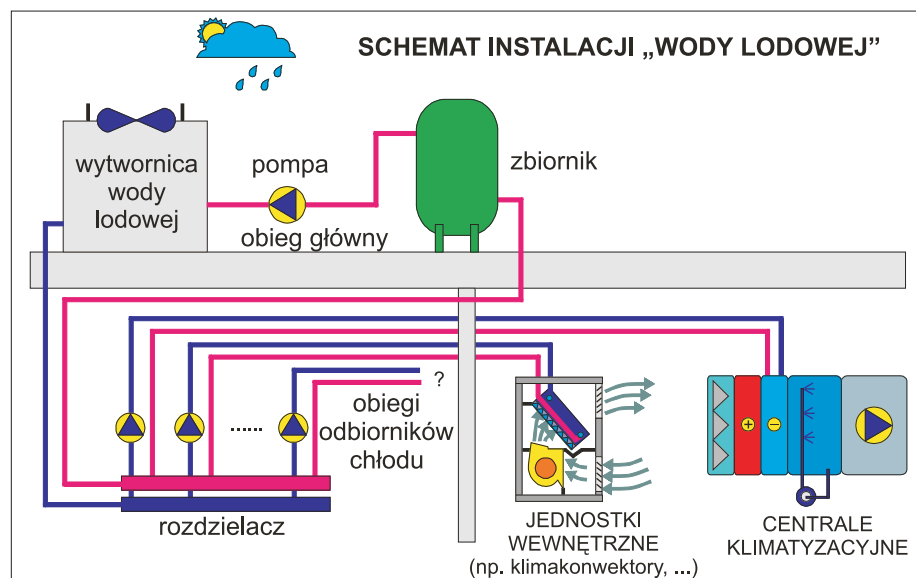 SCHEMAT INSTALACJI „WODY LODOWEJ”
wytwornica
wody
lodowej
pompa
obieg główny
zbiornik
?
obiegi
odbiorników
chłodu
......
rozdzielacz
JEDNOSTKI
WEWNĘTRZNE
(np. klimakonwektory, ...)
+
−
CENTRALE
KLIMATYZACYJNE